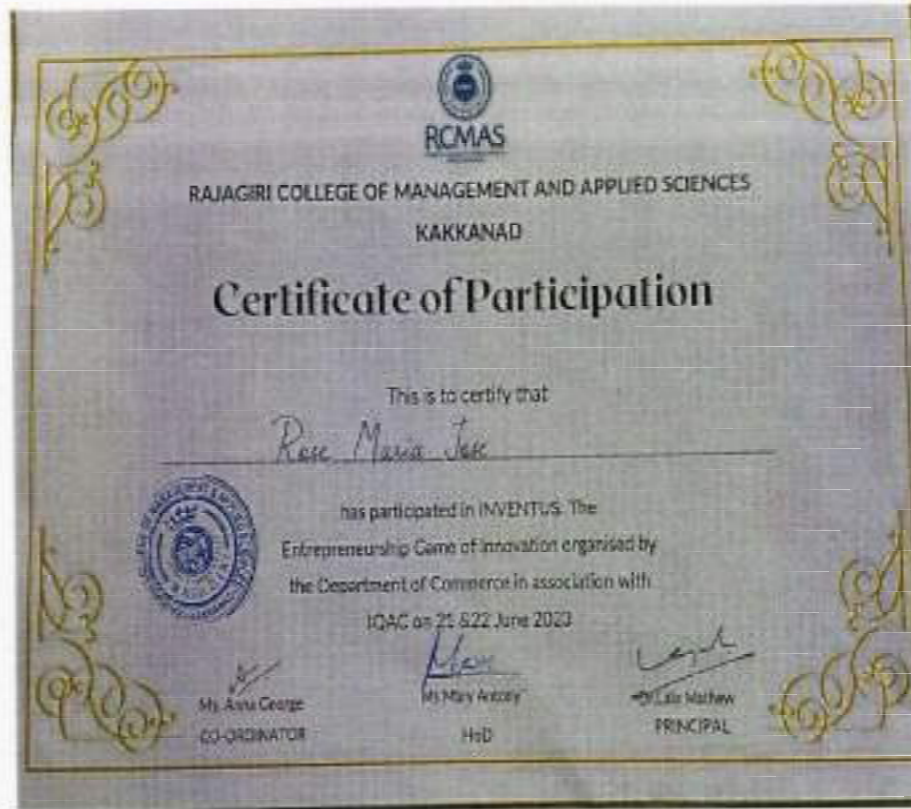 RCMAS
RAJAGIRI COLLEGE OF MANAGEMENT AND APPLIED SCIENCES
KAKKANAD
Certificate of Participation
This is to certify that
Rose Maria Jose
has participated in INVENTUS. The
Entrepreneurship Game of Innovation organised by
the Department of Commerce in association with
IQAC on 21 &22 June 2023
Ms. Anna George
Ms Mary Antony
Mathew
CO-ORDINATOR
HoD
PRINCIPAL